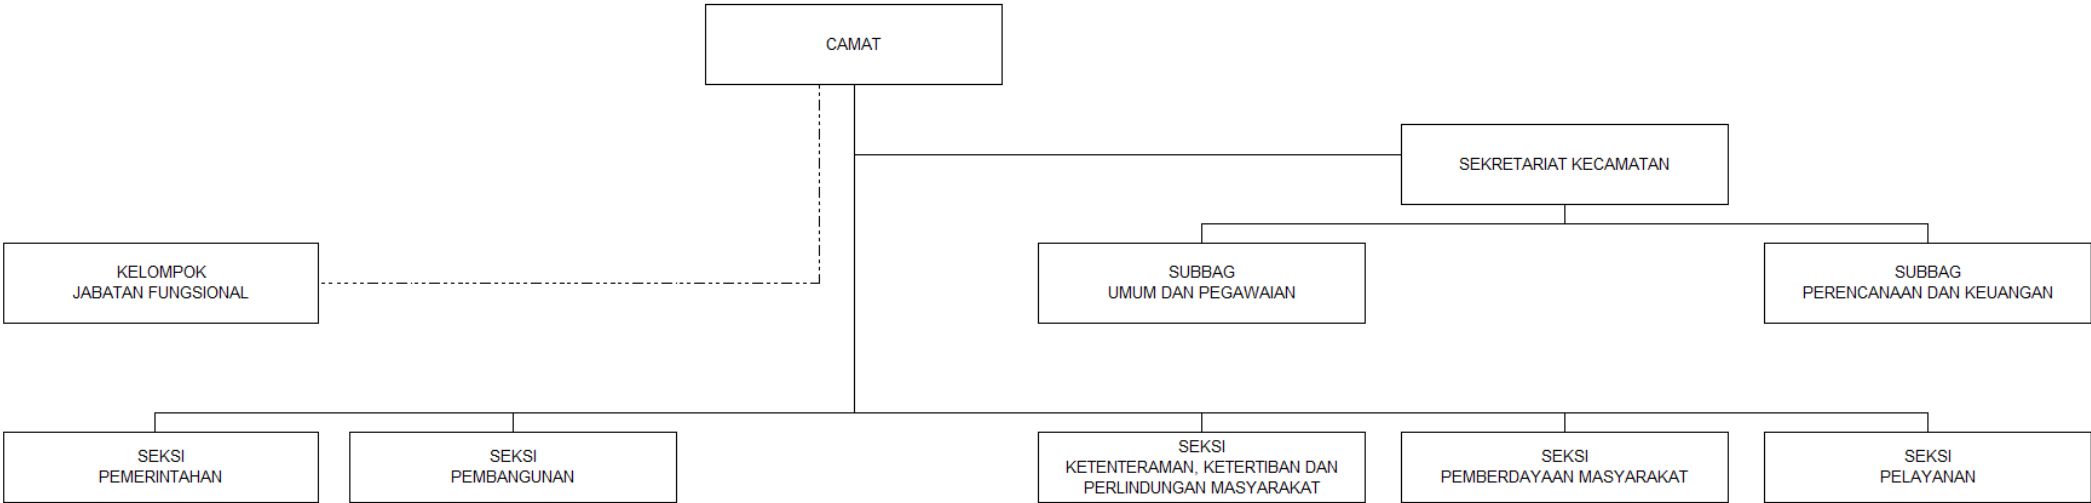 CAMAT
SEKRETARIAT KECAMATAN
KELOMPOK
JABATAN FUNGSIONAL
SUBBAG
UMUM DAN PEGAWAIAN
SUBBAG
PERENCANAAN DAN KEUANGAN
SEKSI
PEMERINTAHAN
SEKSI
PEMBANGUNAN
SEKSI
KETENTERAMAN, KETERTIBAN DAN
PERLINDUNGAN MASYARAKAT
SEKSI
PEMBERDAYAAN MASYARAKAT
SEKSI
PELAYANAN